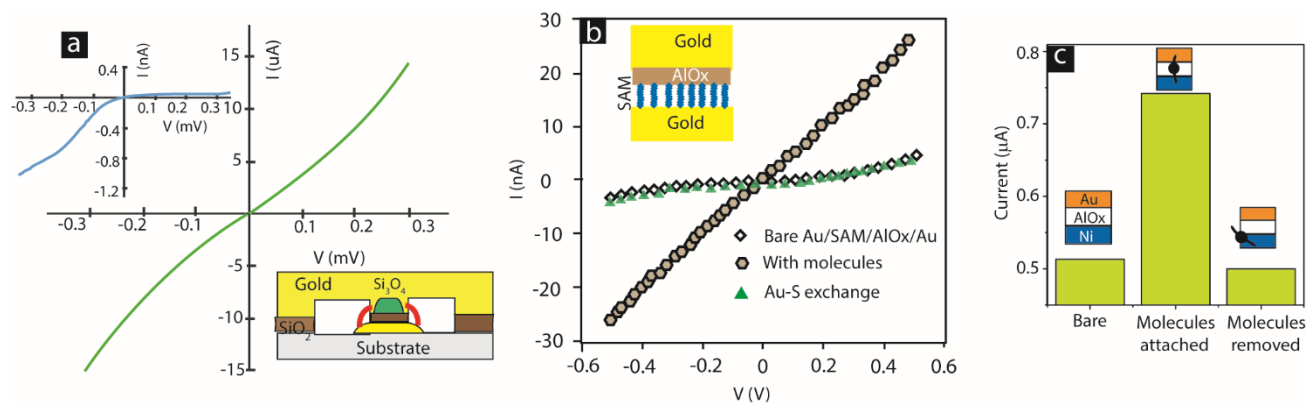 a
I (nA)
0.4
-0.3 -0.2 -0.1
0.1 0.2 0.3
V (mV)
-0.4
-0.8
-1.2
I (uA)
15
10
5
-0.3
-0.1
0.1
0.3
V (mV)
-5
-10
-15
Gold
Si3O4
SiO2
Substrate
b
I (nA)
30
20
10
0
-10
-20
-30
-0.6 -0.4 -0.2 0 0.2 0.4 0.6
V (V)
Gold
AlOx
SAM
Gold
Bare Au/SAM/AlOx/Au
With molecules
Au-S exchange
c
Current (μA)
0.8
0.7
0.6
0.5
Au
AlOx
Ni
Bare
Molecules
attached
Molecules
removed